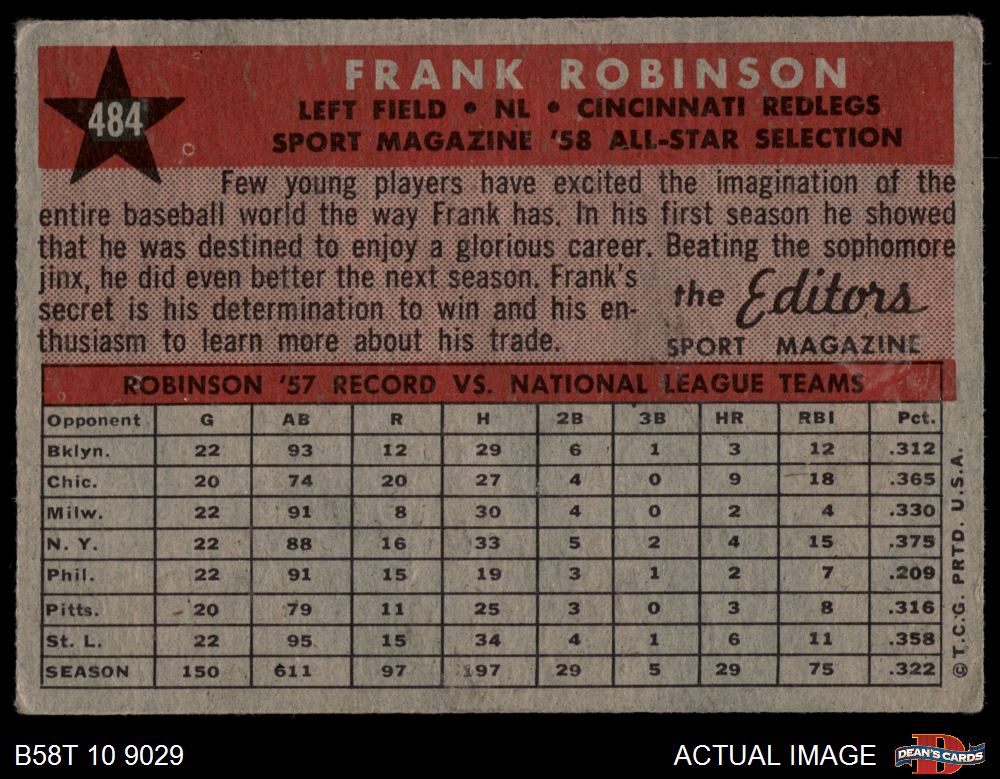 484
FRANK ROBINSON
LEFT FIELD • NL • CINCINNATI REDLEGS
SPORT MAGAZINE '58 ALL-STAR SELECTION
Few young players have excited the imagination of the
entire baseball world the way Frank has. In his first season he showed
that he was destined to enjoy a glorious career. Beating the sophomore
jinx, he did even better the next season. Frank's
secret is his determination to win and his en-
thusiasm to learn more about his trade.
the Editors
SPORT MAGAZINE
ROBINSON '57 RECORD VS. NATIONAL LEAGUE TEAMS
Opponent G AB R H 2B 3B HR RBI Pct.
Bklyn. 22 93 12 29 6 1 3 12 .312
Chic. 20 74 20 27 4 0 9 18 .365
Milw. 22 91 8 30 4 0 2 4 .330
N. Y. 22 88 16 33 5 2 4 15 .375
Phil. 22 91 15 19 3 1 2 7 .209
Pitts. 20 79 11 25 3 0 3 8 .316
St. L. 22 95 15 34 4 1 6 11 .358
SEASON 150 611 97 197 29 5 29 75 .322
© T.C.G. PRTD. U.S.A.
B58T 10 9029
ACTUAL IMAGE
DEAN'S CARDS